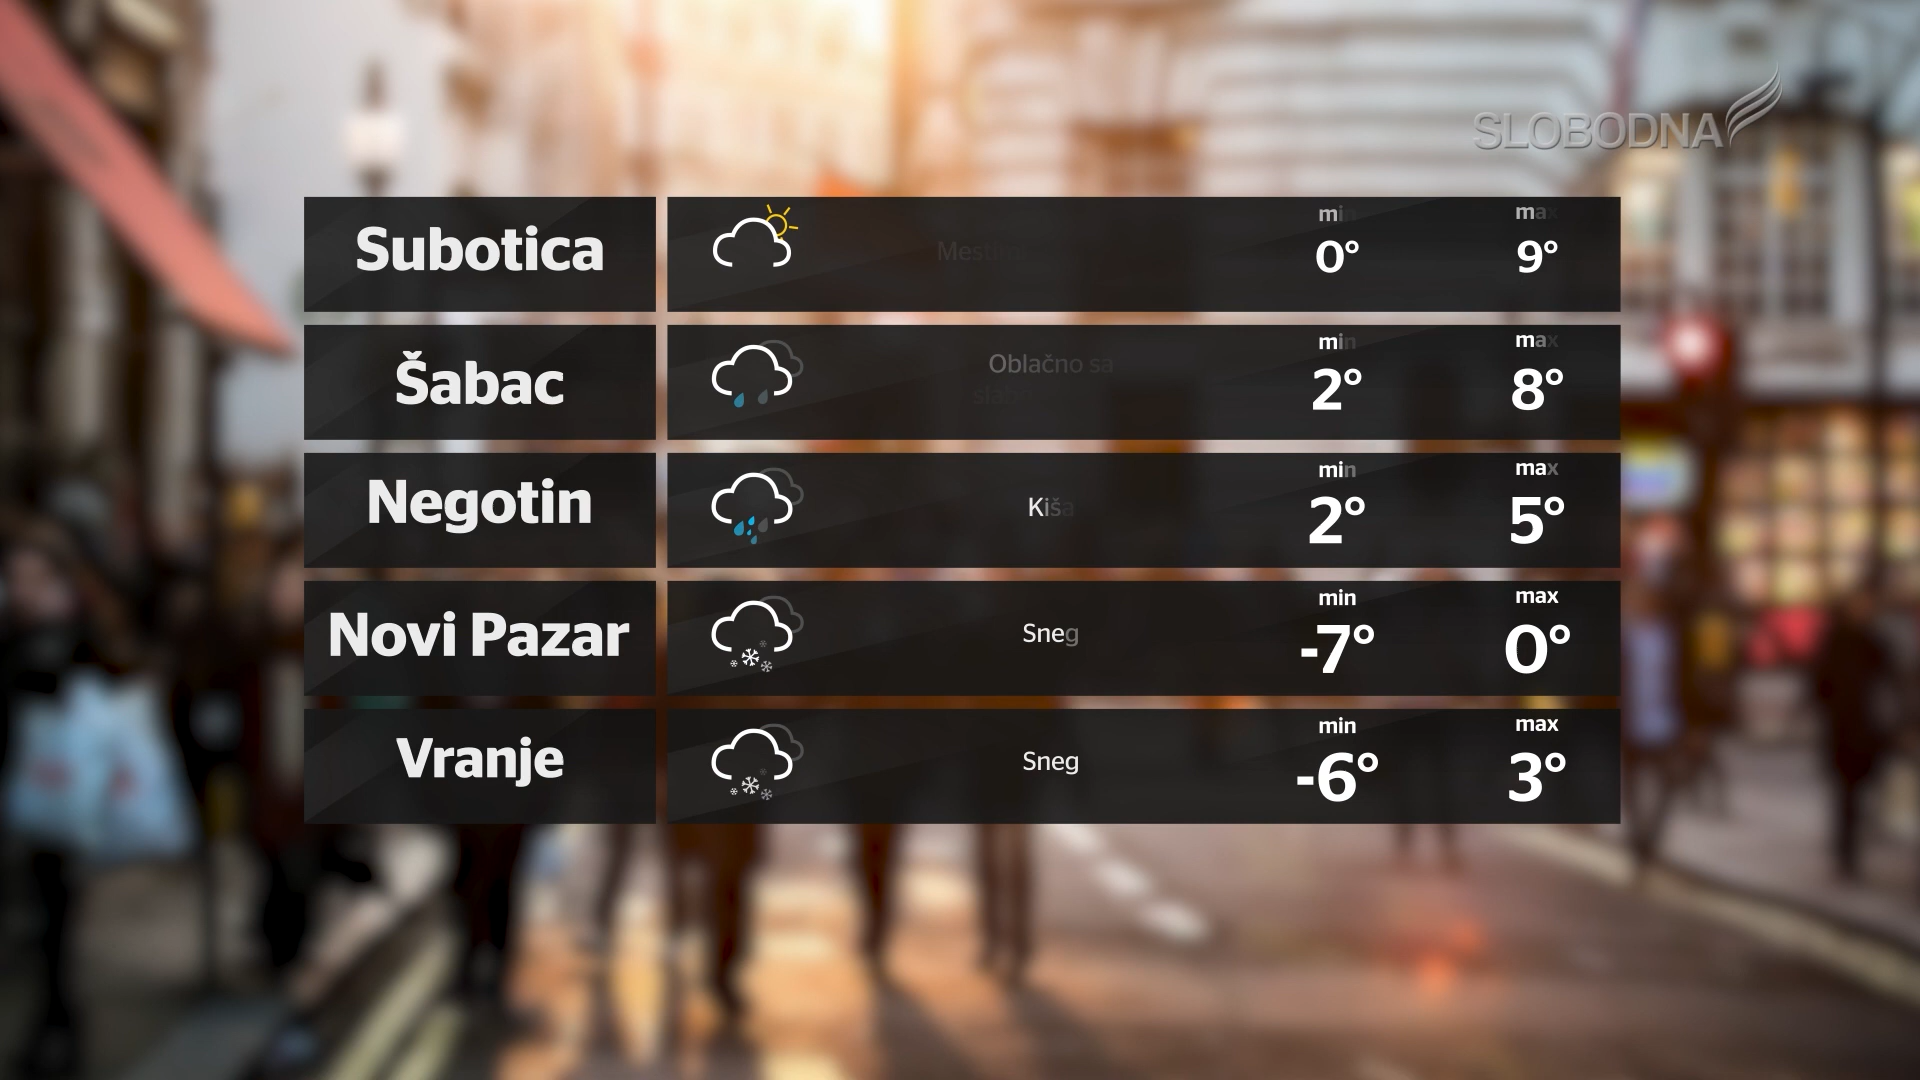 SLOBODNA
Subotica
min
max
0°
9°
Šabac
Oblačno sa
min
max
2°
8°
Negotin
Kiša
min
max
2°
5°
Novi Pazar
Sneg
min
max
-7°
0°
Vranje
Sneg
min
max
-6°
3°